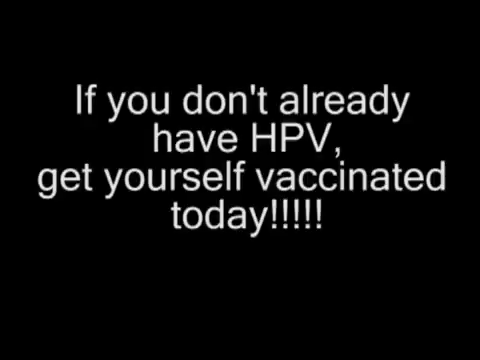 If you don't already
have HPV,
get yourself vaccinated
today!!!!!